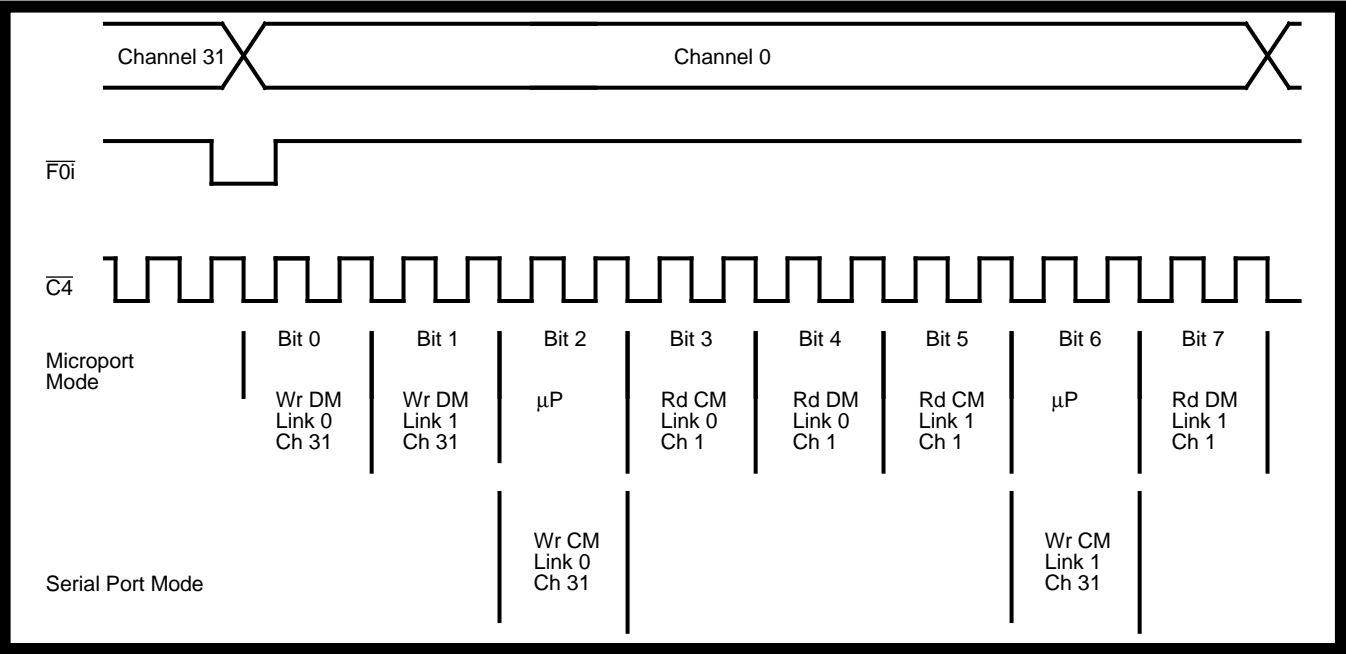 Channel 31
Channel 0
F0i
C4
Bit 0
Bit 1
Bit 2
Bit 3
Bit 4
Bit 5
Bit 6
Bit 7
Microport
Mode
Wr DM
Link 0
Ch 31
Wr DM
Link 1
Ch 31
µP
Rd CM
Link 0
Ch 1
Rd DM
Link 0
Ch 1
Rd CM
Link 1
Ch 1
µP
Rd DM
Link 1
Ch 1
Serial Port Mode
Wr CM
Link 0
Ch 31
Wr CM
Link 1
Ch 31